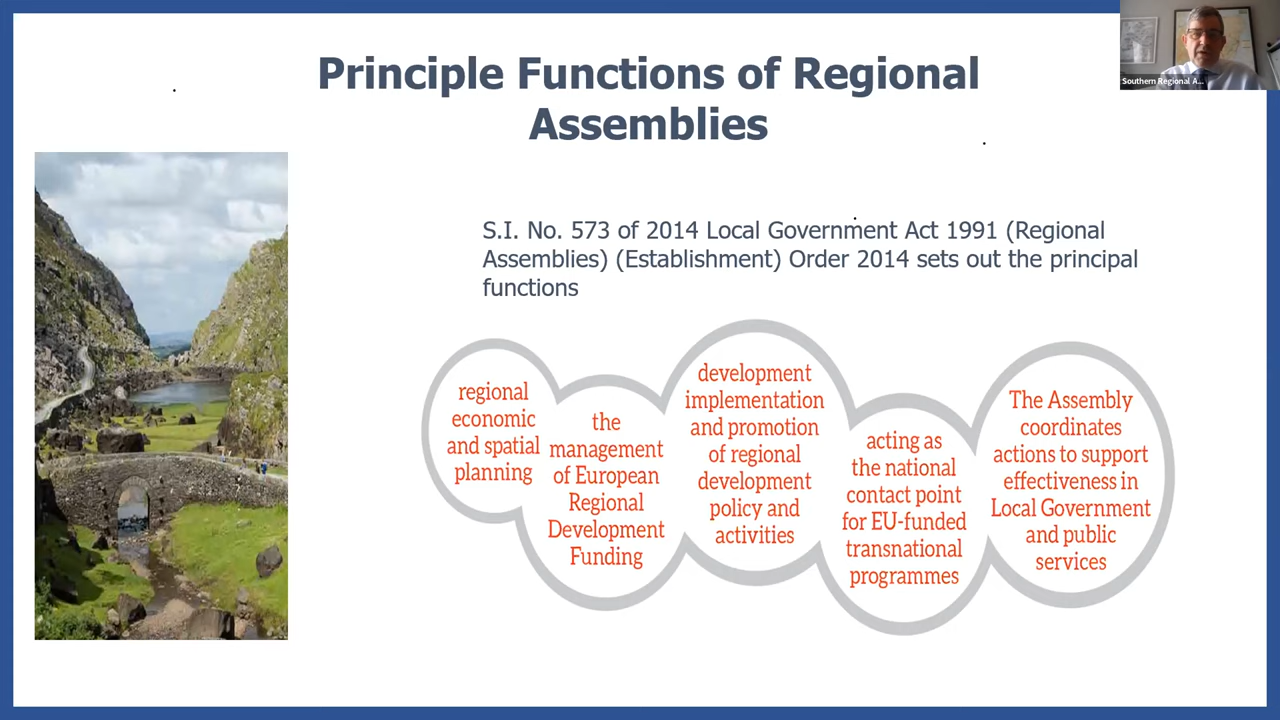 Principle Functions of Regional
Assemblies
Southern Regional A...
S.I. No. 573 of 2014 Local Government Act 1991 (Regional
Assemblies) (Establishment) Order 2014 sets out the principal
functions
regional
economic
and spatial
planning
the
management
of European
Regional
Development
Funding
development
implementation
and promotion
of regional
development
policy and
activities
acting as
the national
contact point
for EU-funded
transnational
programmes
The Assembly
coordinates
actions to support
effectiveness in
Local Government
and public
services